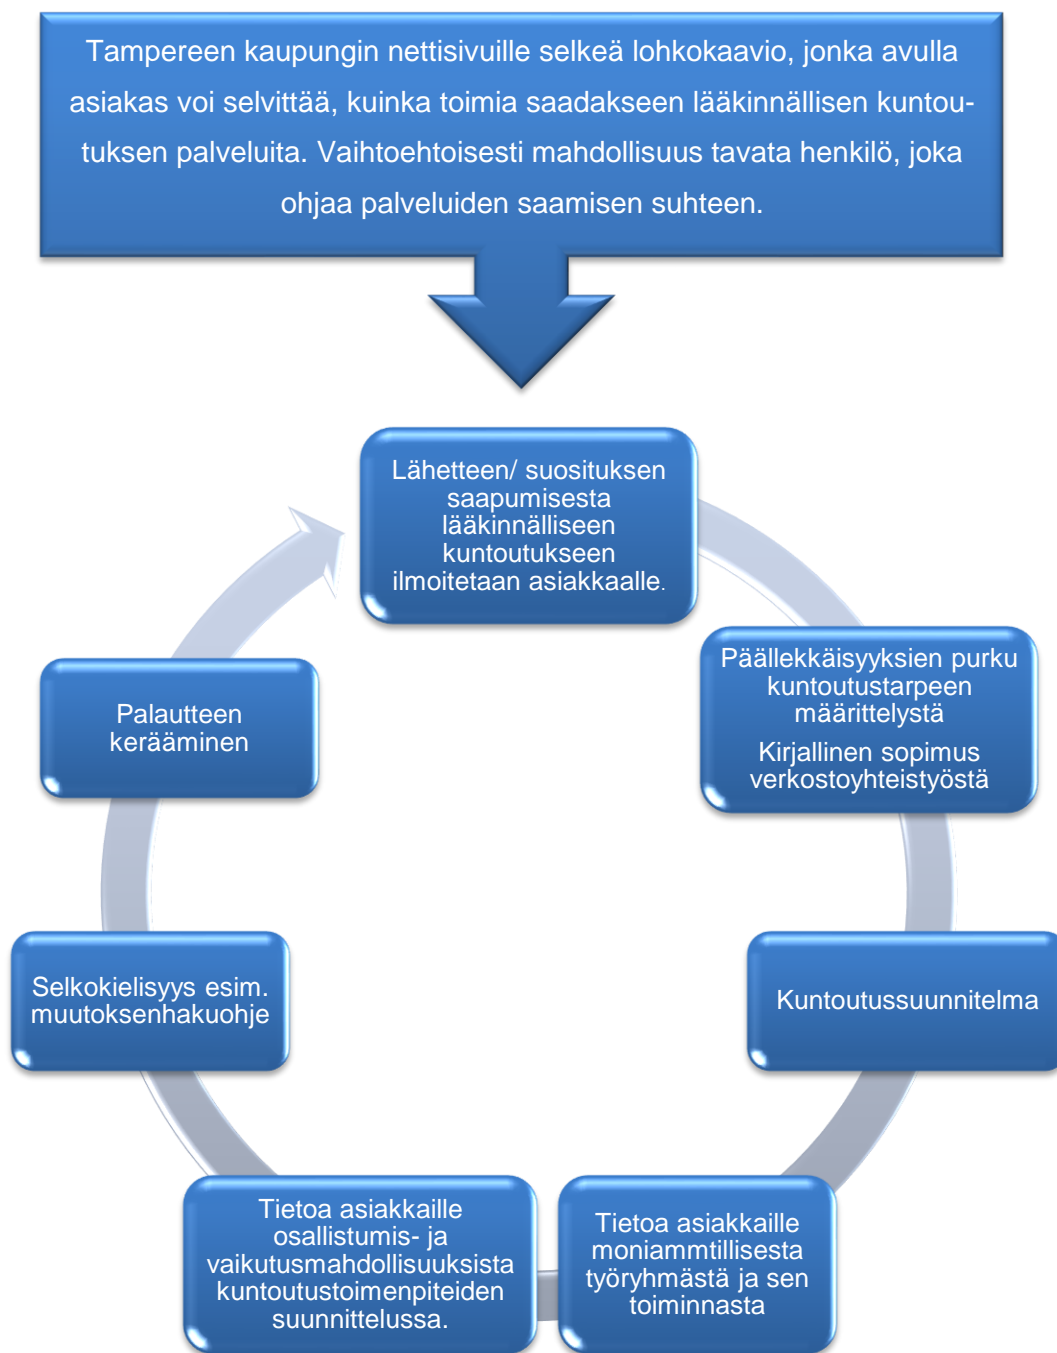 Tampereen kaupungin nettisivuille selkeä lohkokaavio, jonka avulla
asiakas voi selvittää, kuinka toimia saadakseen lääkinnällisen kuntou-
tuksen palveluita. Vaihtoehtoisesti mahdollisuus tavata henkilö, joka
ohjaa palveluiden saamisen suhteen.
Lähetteen/ suosituksen
saapumisesta
lääkinnälliseen
kuntoutukseen
ilmoitetaan asiakkaalle.
Päällekkäisyyksien purku
kuntoutustarpeen
määrittelystä
Kirjallinen sopimus
verkostoyhteistyöstä
Kuntoutussuunnitelma
Tietoa asiakkaille
moniammtillisesta
työryhmästä ja sen
toiminnasta
Tietoa asiakkaille
osallistumis- ja
vaikutusmahdollisuuksista
kuntoutustoimenpiteiden
suunnittelussa.
Selkokielisyys esim.
muutoksenhakuohje
Palautteen
kerääminen